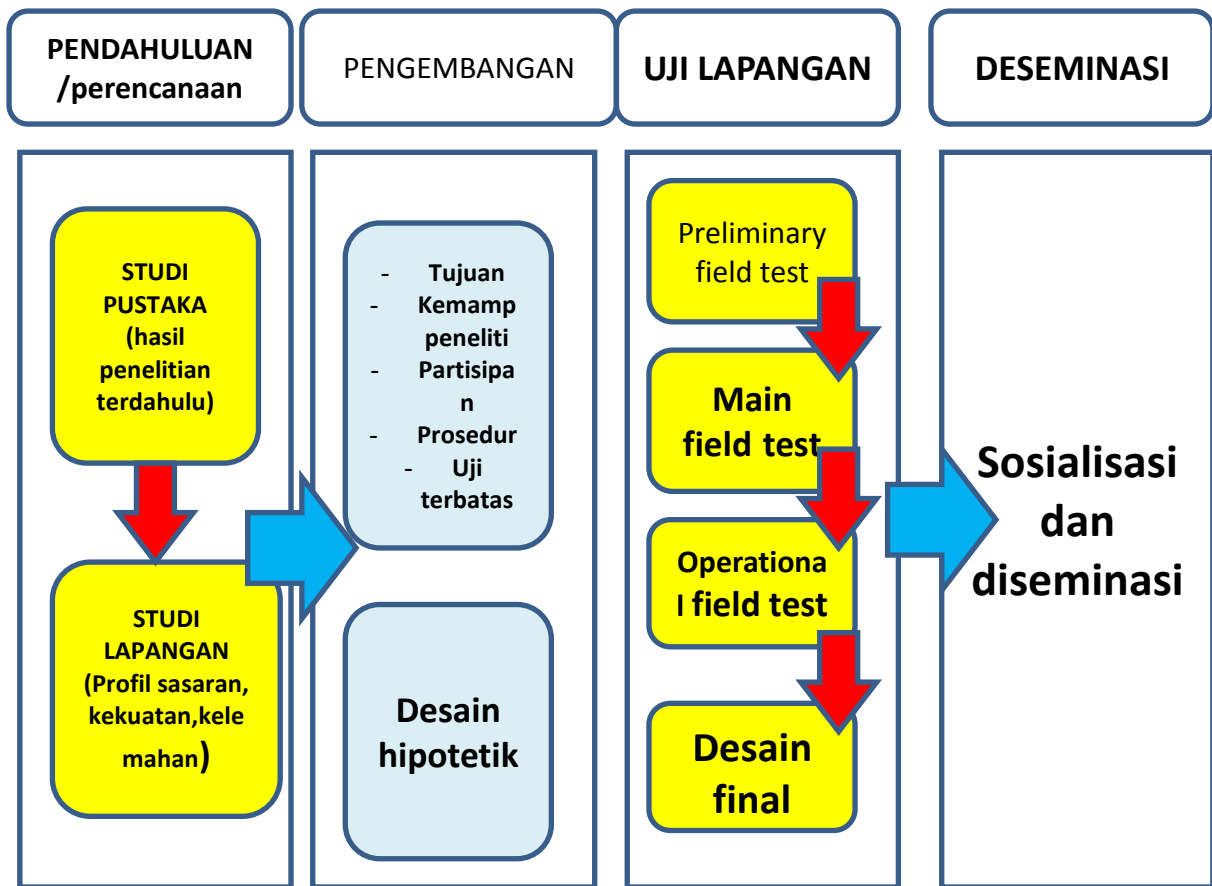 PENDAHULUAN
/perencanaan
PENGEMBANGAN
UJI LAPANGAN
DESEMINASI
STUDI
PUSTAKA
(hasil
penelitian
terdahulu)
STUDI
LAPANGAN
(Profil sasaran,
kekuatan,kele
mahan)
- Tujuan
- Kemamp
peneliti
- Partisipa
n
- Prosedur
- Uji
terbatas
Desain
hipotetik
Preliminary
field test
Main
field test
Operationa
l field test
Desain
final
Sosialisasi
dan
diseminasi